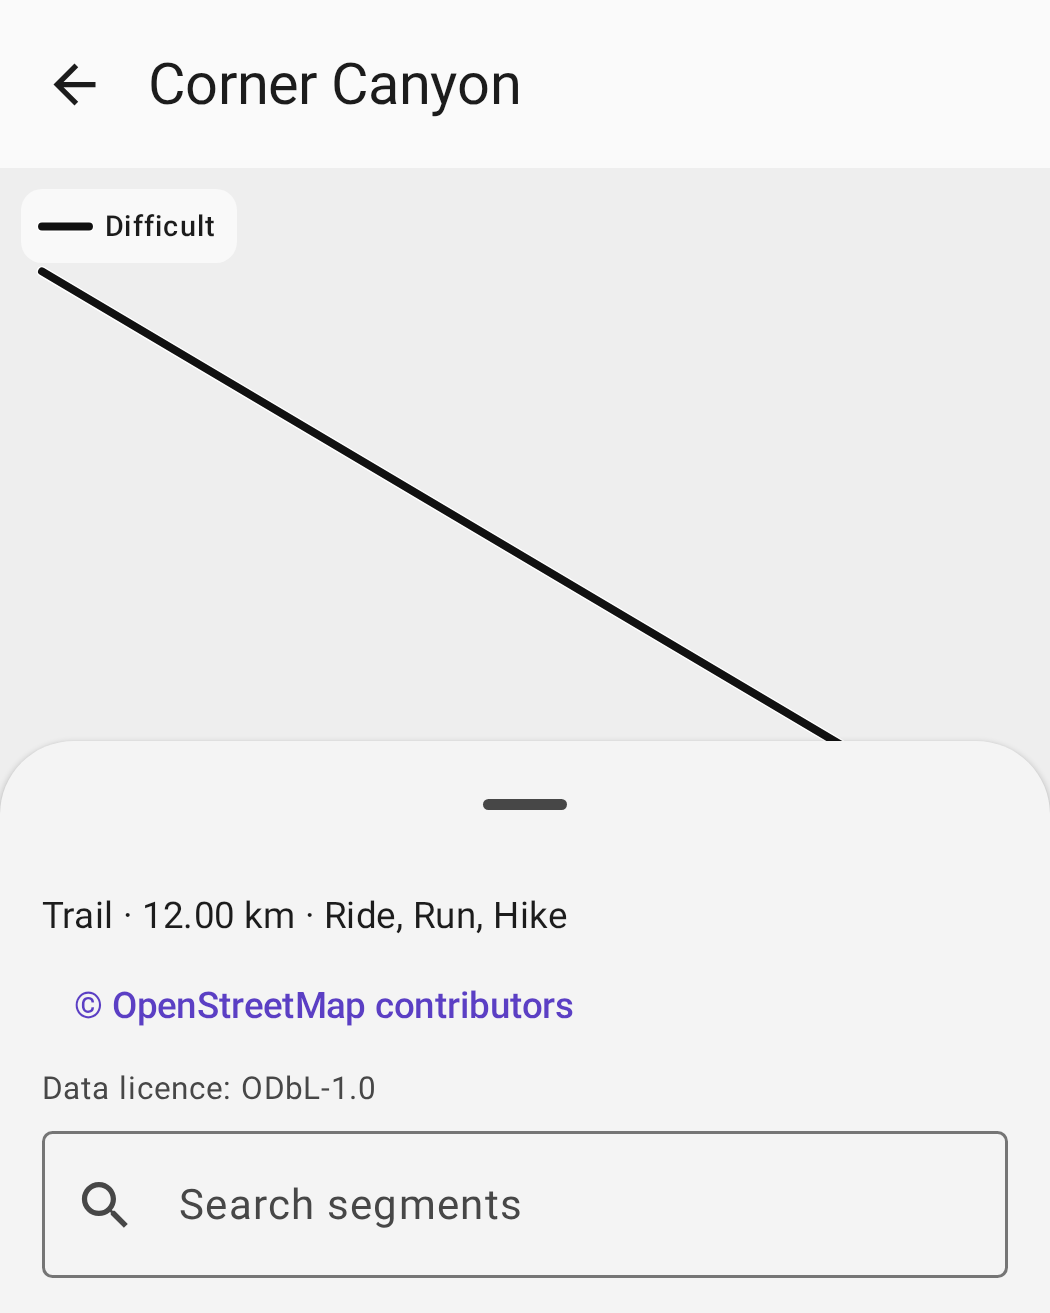 Corner Canyon
Difficult
Trail · 12.00 km · Ride, Run, Hike
© OpenStreetMap contributors
Data licence: ODbL-1.0
Search segments